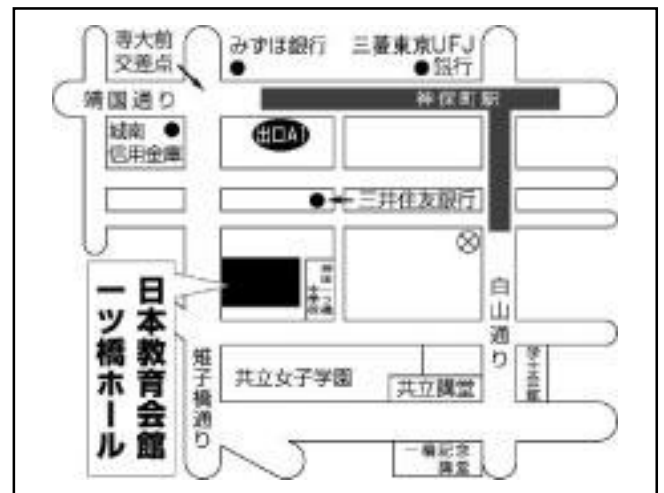 専大前
交差点
みずほ銀行
三菱東京UFJ
銀行
靖国通り
神保町駅
城南
信用金庫
出口A1
三井住友銀行
日本教育会館
一ツ橋ホール
白山通り
雉子橋通り
共立女子学園
共立講堂
学士会館
一橋記念
講堂